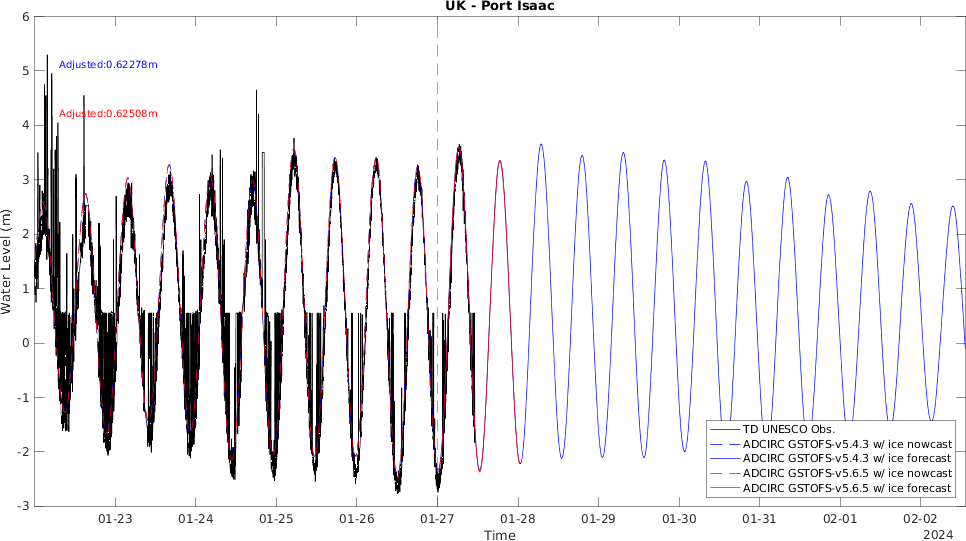 UK - Port Isaac
6
5
4
3
2
1
0
-1
-2
-3
Water Level (m)
Adjusted:0.62278m
Adjusted:0.62508m
TD UNESCO Obs.
ADCIRC GSTOFS-v5.4.3 w/ ice nowcast
ADCIRC GSTOFS-v5.4.3 w/ ice forecast
ADCIRC GSTOFS-v5.6.5 w/ ice nowcast
ADCIRC GSTOFS-v5.6.5 w/ ice forecast
01-23 01-24 01-25 01-26 01-27 01-28 01-29 01-30 01-31 02-01 02-02
2024
Time